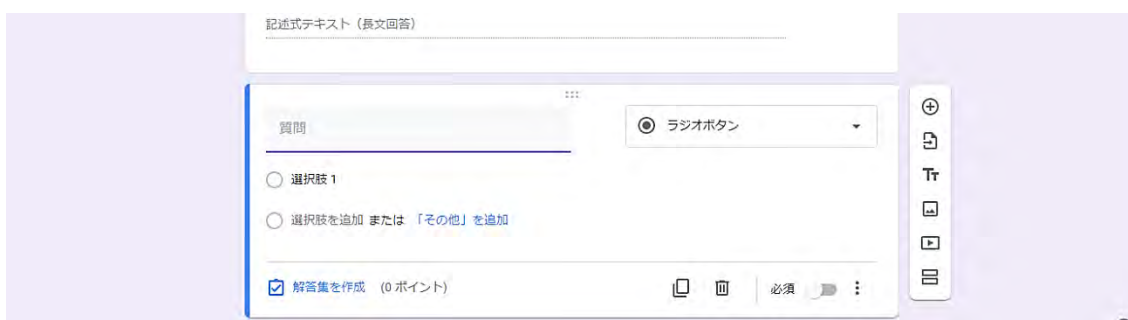 記述式テキスト（長文回答）
質問
ラジオボタン
選択肢 1
選択肢を追加 または 「その他」を追加
解答集を作成 (0 ポイント)
必須
Tт